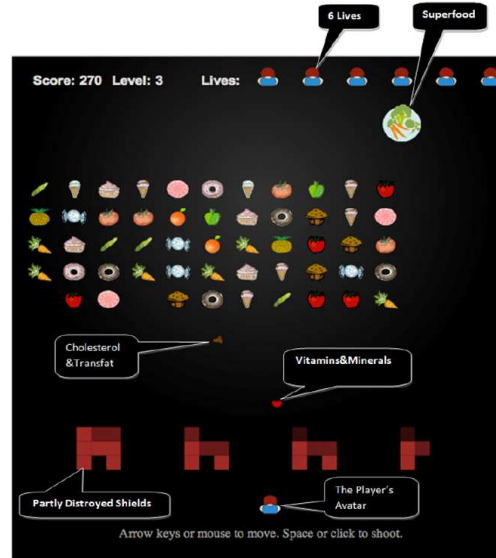 6 Lives
Superfood
Score: 270 Level: 3 Lives:
Cholesterol
&Transfat
Vitamins&Minerals
Partly Distroyed Shields
The Player's
Avatar
Arrow keys or mouse to move. Space or click to shoot.